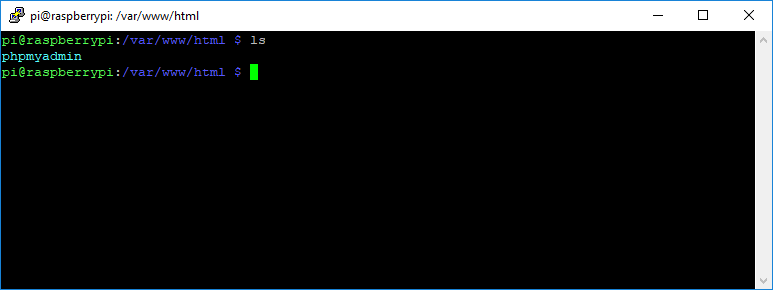 pi@raspberrypi: /var/www/html
pi@raspberrypi:/var/www/html $ ls
phpmyadmin
pi@raspberrypi:/var/www/html $